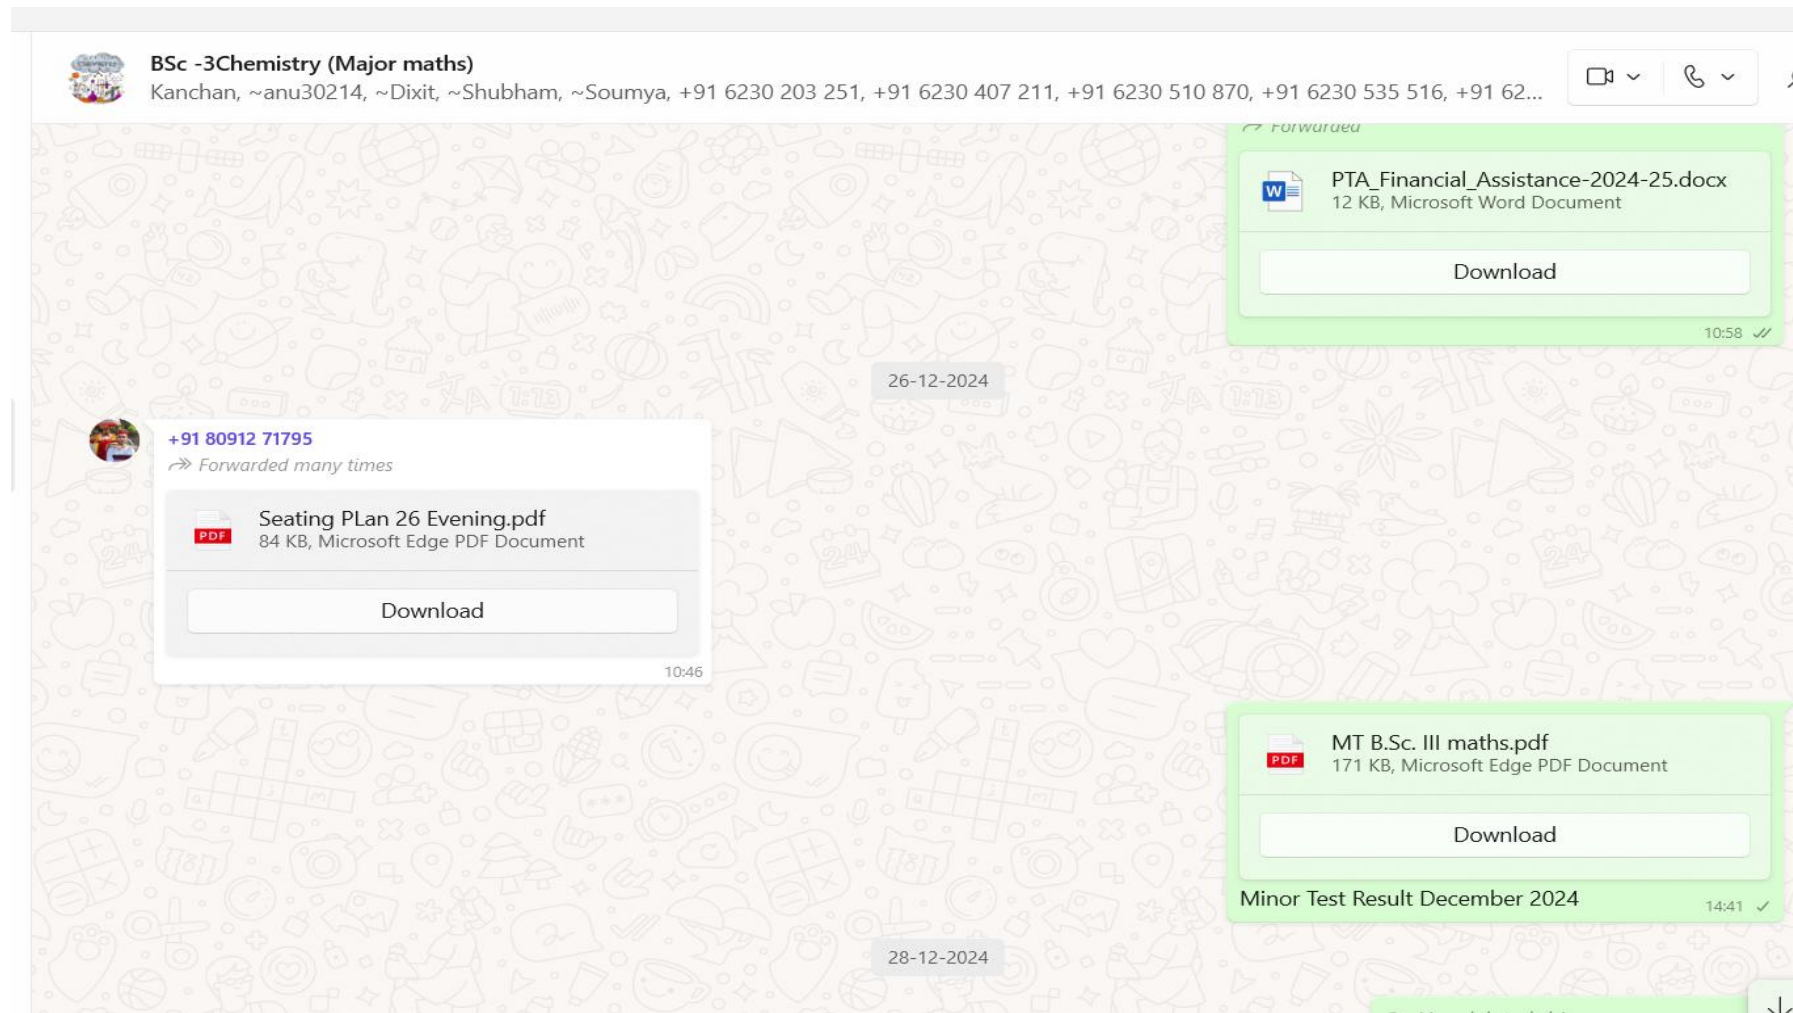 BSc -3Chemistry (Major maths)
Kanchan, ~anu30214, ~Dixit, ~Shubham, ~Soumya, +91 6230 203 251, +91 6230 407 211, +91 6230 510 870, +91 6230 535 516, +91 62...
Forwarded
PTA_Financial_Assistance-2024-25.docx
12 KB, Microsoft Word Document
Download
10:58
26-12-2024
+91 80912 71795
Forwarded many times
Seating PLan 26 Evening.pdf
84 KB, Microsoft Edge PDF Document
Download
10:46
MT B.Sc. III maths.pdf
171 KB, Microsoft Edge PDF Document
Download
Minor Test Result December 2024
14:41
28-12-2024